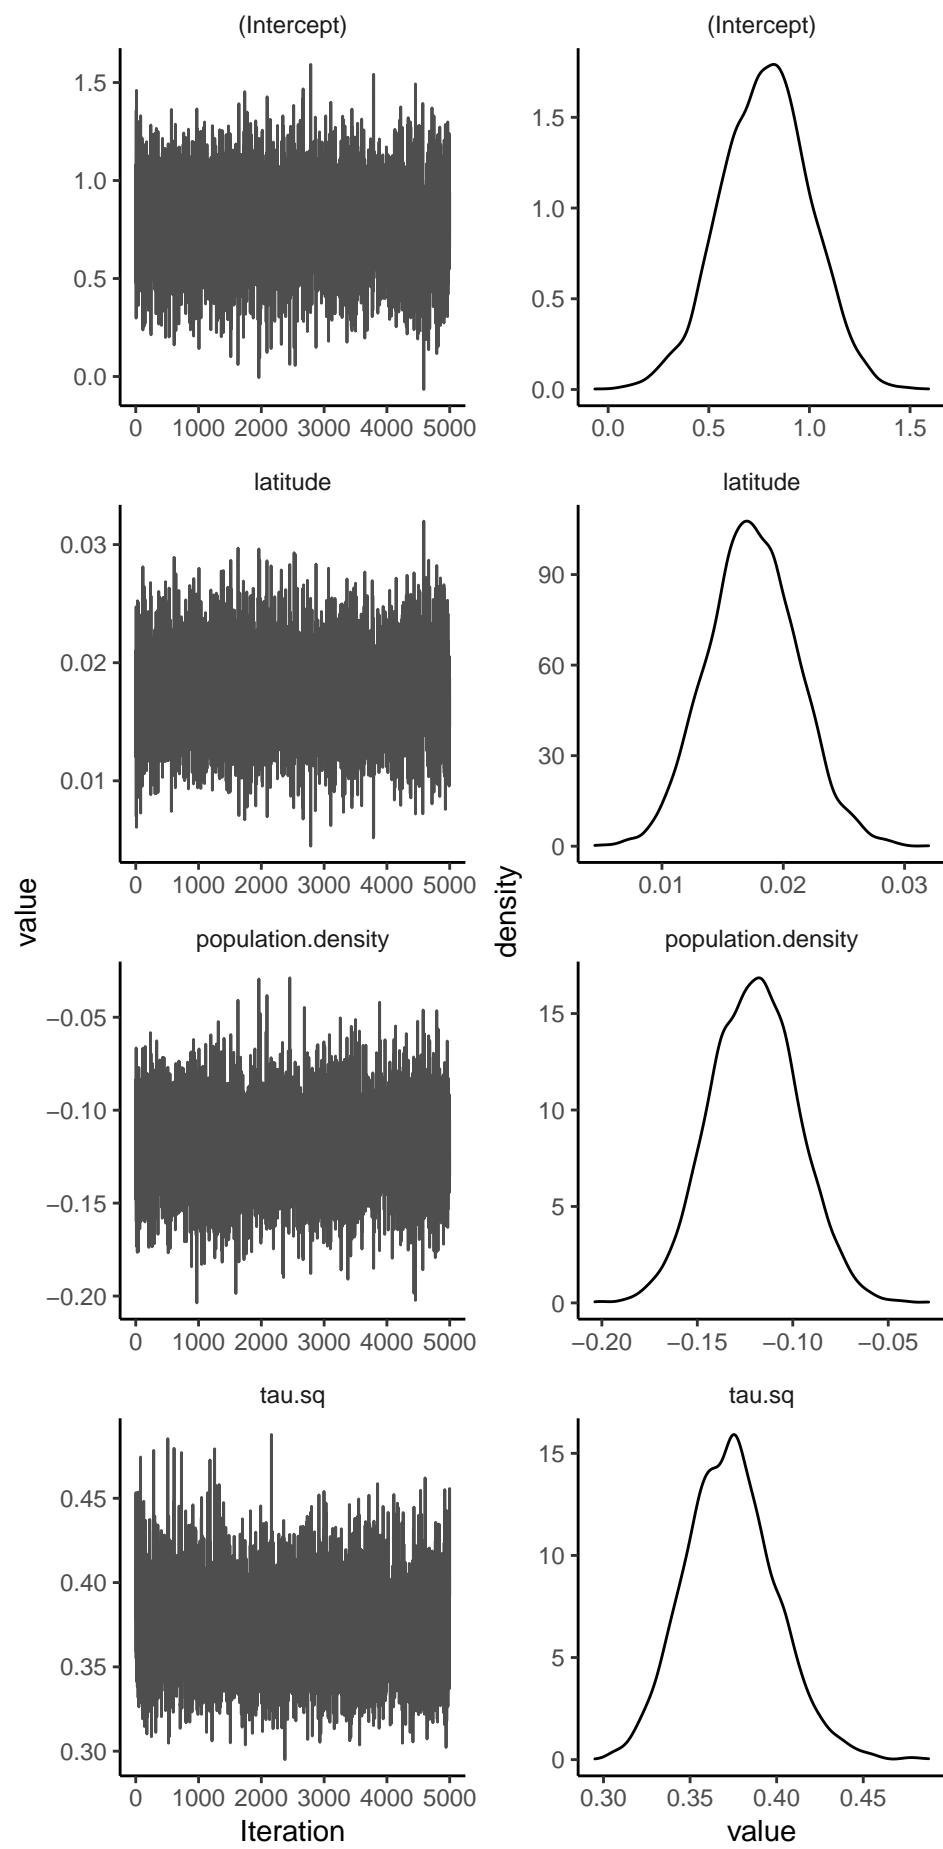 (Intercept)
(Intercept)
1.5
1.0
0.5
0.0
0 1000 2000 3000 4000 5000
1.5
1.0
0.5
0.0
0.0 0.5 1.0 1.5
latitude
latitude
0.03
0.02
0.01
0 1000 2000 3000 4000 5000
90
60
30
0
0.01 0.02 0.03
value
density
population.density
population.density
−0.05
−0.10
−0.15
−0.20
0 1000 2000 3000 4000 5000
15
10
5
0
−0.20 −0.15 −0.10 −0.05
tau.sq
tau.sq
0.45
0.40
0.35
0.30
0 1000 2000 3000 4000 5000
15
10
5
0
0.30 0.35 0.40 0.45
Iteration
value